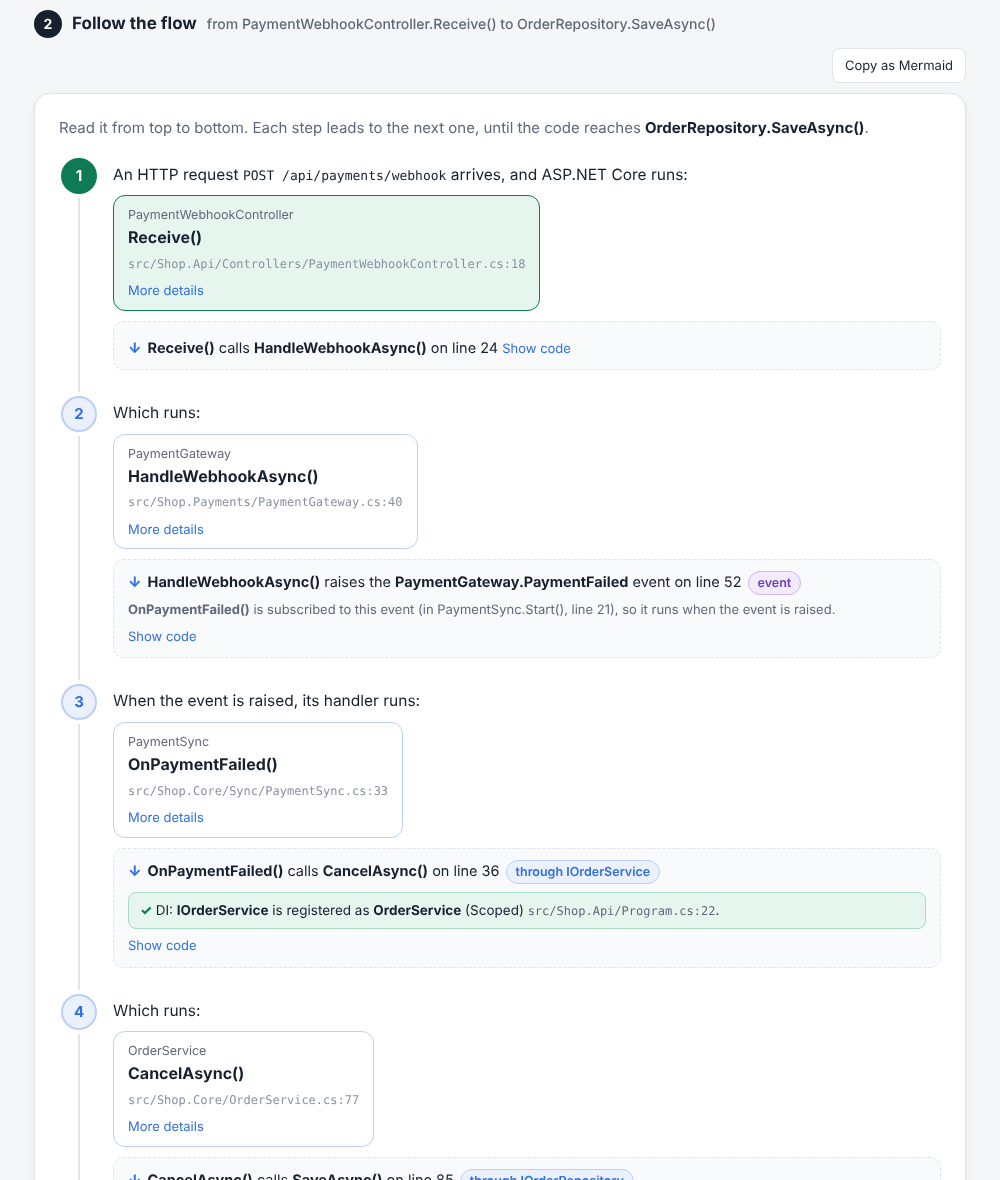 2 Follow the flow from PaymentWebhookController.Receive() to OrderRepository.SaveAsync()
Copy as Mermaid
Read it from top to bottom. Each step leads to the next one, until the code reaches OrderRepository.SaveAsync().
1 An HTTP request POST /api/payments/webhook arrives, and ASP.NET Core runs:
PaymentWebhookController
Receive()
src/Shop.Api/Controllers/PaymentWebhookController.cs:18
More details
↓ Receive() calls HandleWebhookAsync() on line 24 Show code
2 Which runs:
PaymentGateway
HandleWebhookAsync()
src/Shop.Payments/PaymentGateway.cs:40
More details
↓ HandleWebhookAsync() raises the PaymentGateway.PaymentFailed event on line 52 event
OnPaymentFailed() is subscribed to this event (in PaymentSync.Start(), line 21), so it runs when the event is raised.
Show code
3 When the event is raised, its handler runs:
PaymentSync
OnPaymentFailed()
src/Shop.Core/Sync/PaymentSync.cs:33
More details
↓ OnPaymentFailed() calls CancelAsync() on line 36 through IOrderService
✓ DI: IOrderService is registered as OrderService (Scoped) src/Shop.Api/Program.cs:22.
Show code
4 Which runs:
OrderService
CancelAsync()
src/Shop.Core/OrderService.cs:77
More details
↓ CancelAsync() calls SaveAsync() on line 85 through IOrderRepository